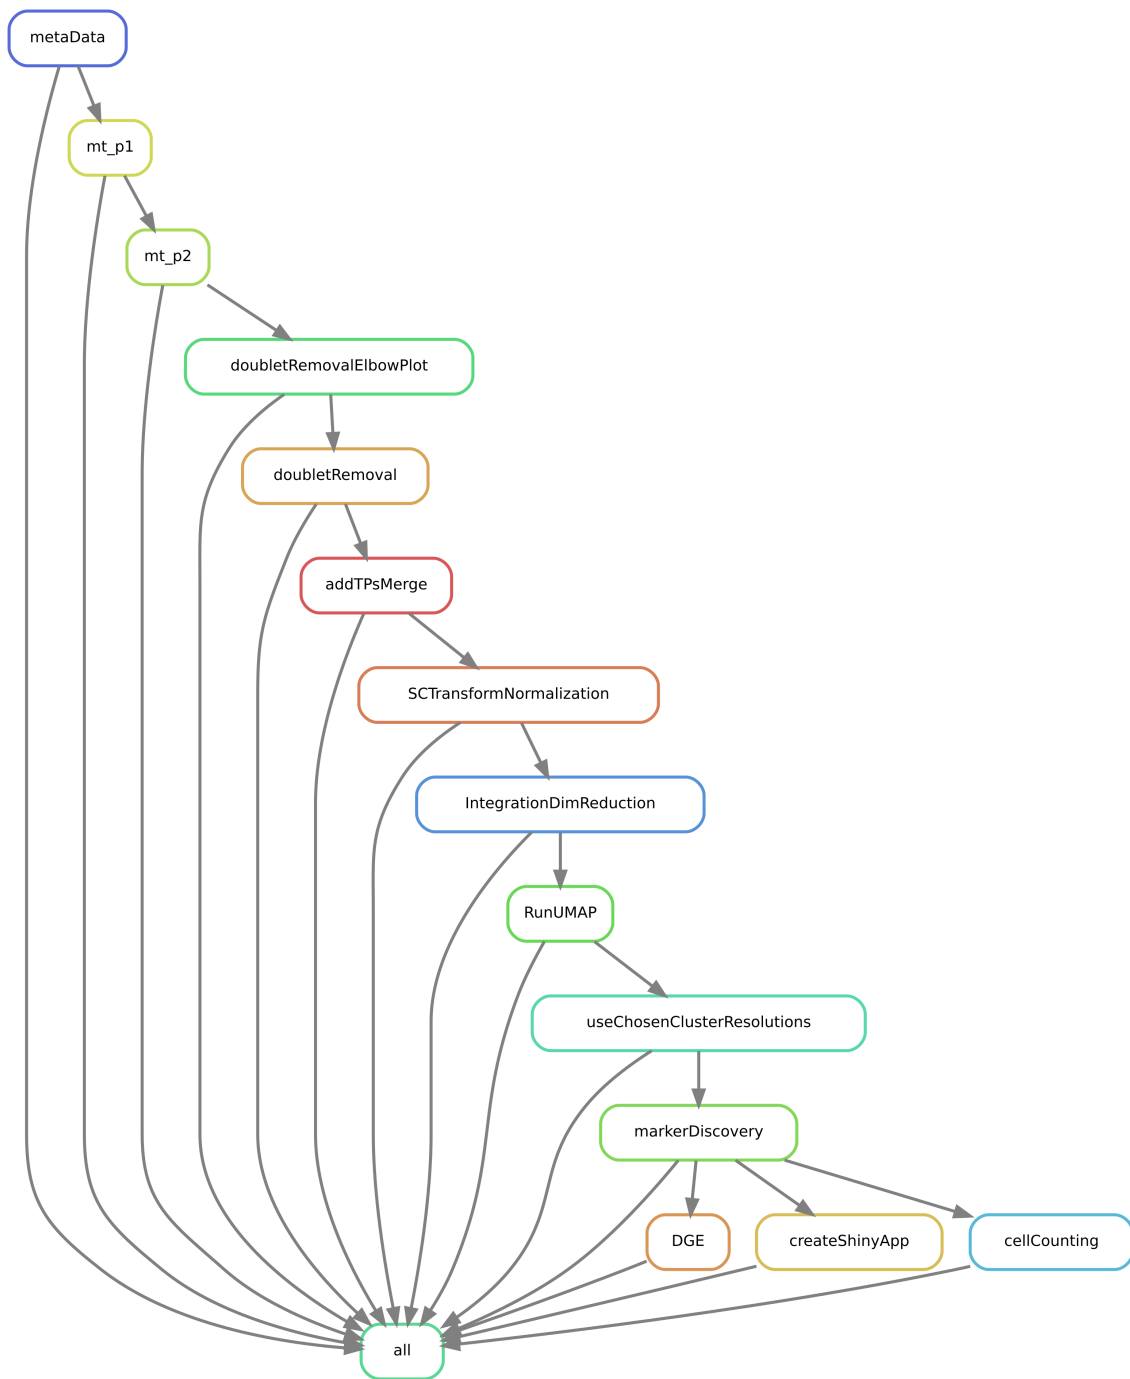 metaData
mt_p1
mt_p2
doubletRemovalElbowPlot
doubletRemoval
addTPsMerge
SCTransformNormalization
IntegrationDimReduction
RunUMAP
useChosenClusterResolutions
markerDiscovery
DGE
createShinyApp
cellCounting
all